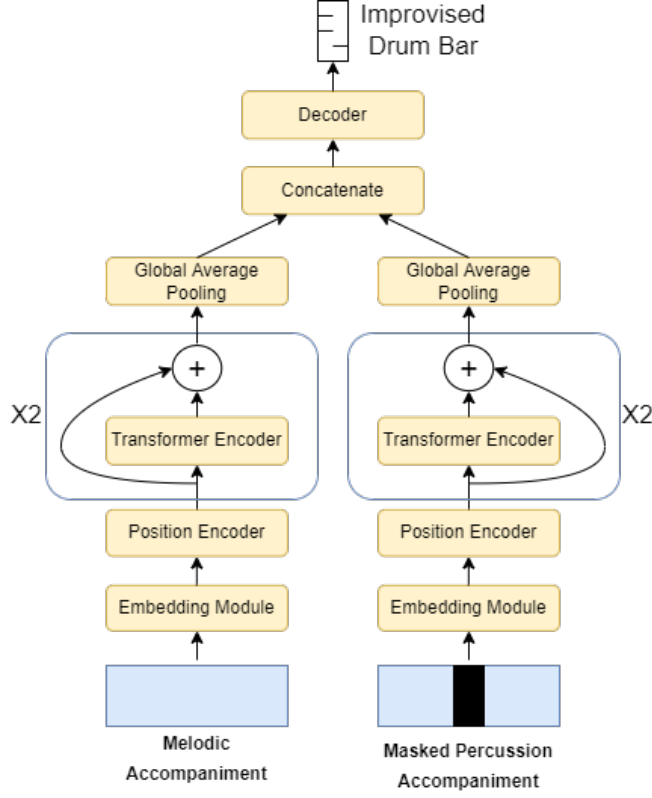 Improvised
Drum Bar
Decoder
Concatenate
Global Average
Pooling
Global Average
Pooling
+
+
X2
X2
Transformer Encoder
Transformer Encoder
Position Encoder
Position Encoder
Embedding Module
Embedding Module
Melodic
Accompaniment
Masked Percussion
Accompaniment